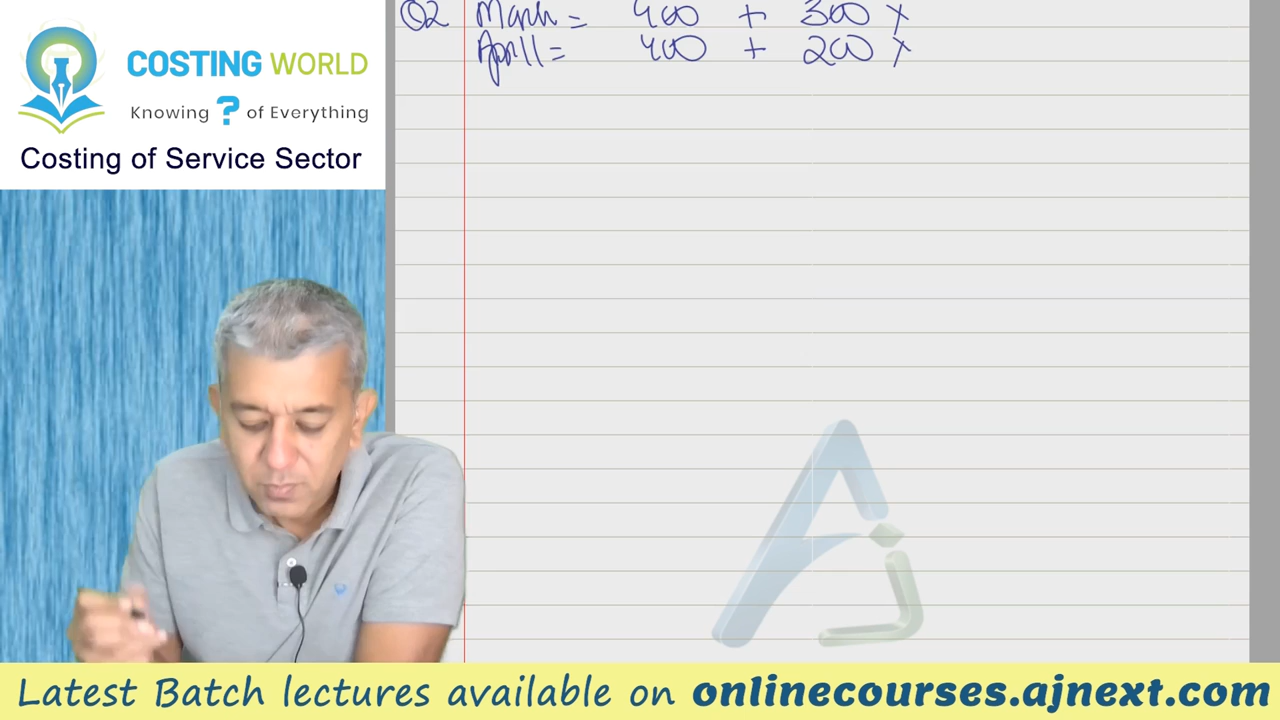 COSTING WORLD
Knowing ? of Everything
Costing of Service Sector
Q2 March = 400 + 300 x
April = 400 + 200 x
Latest Batch lectures available on onlinecourses.ajnext.com